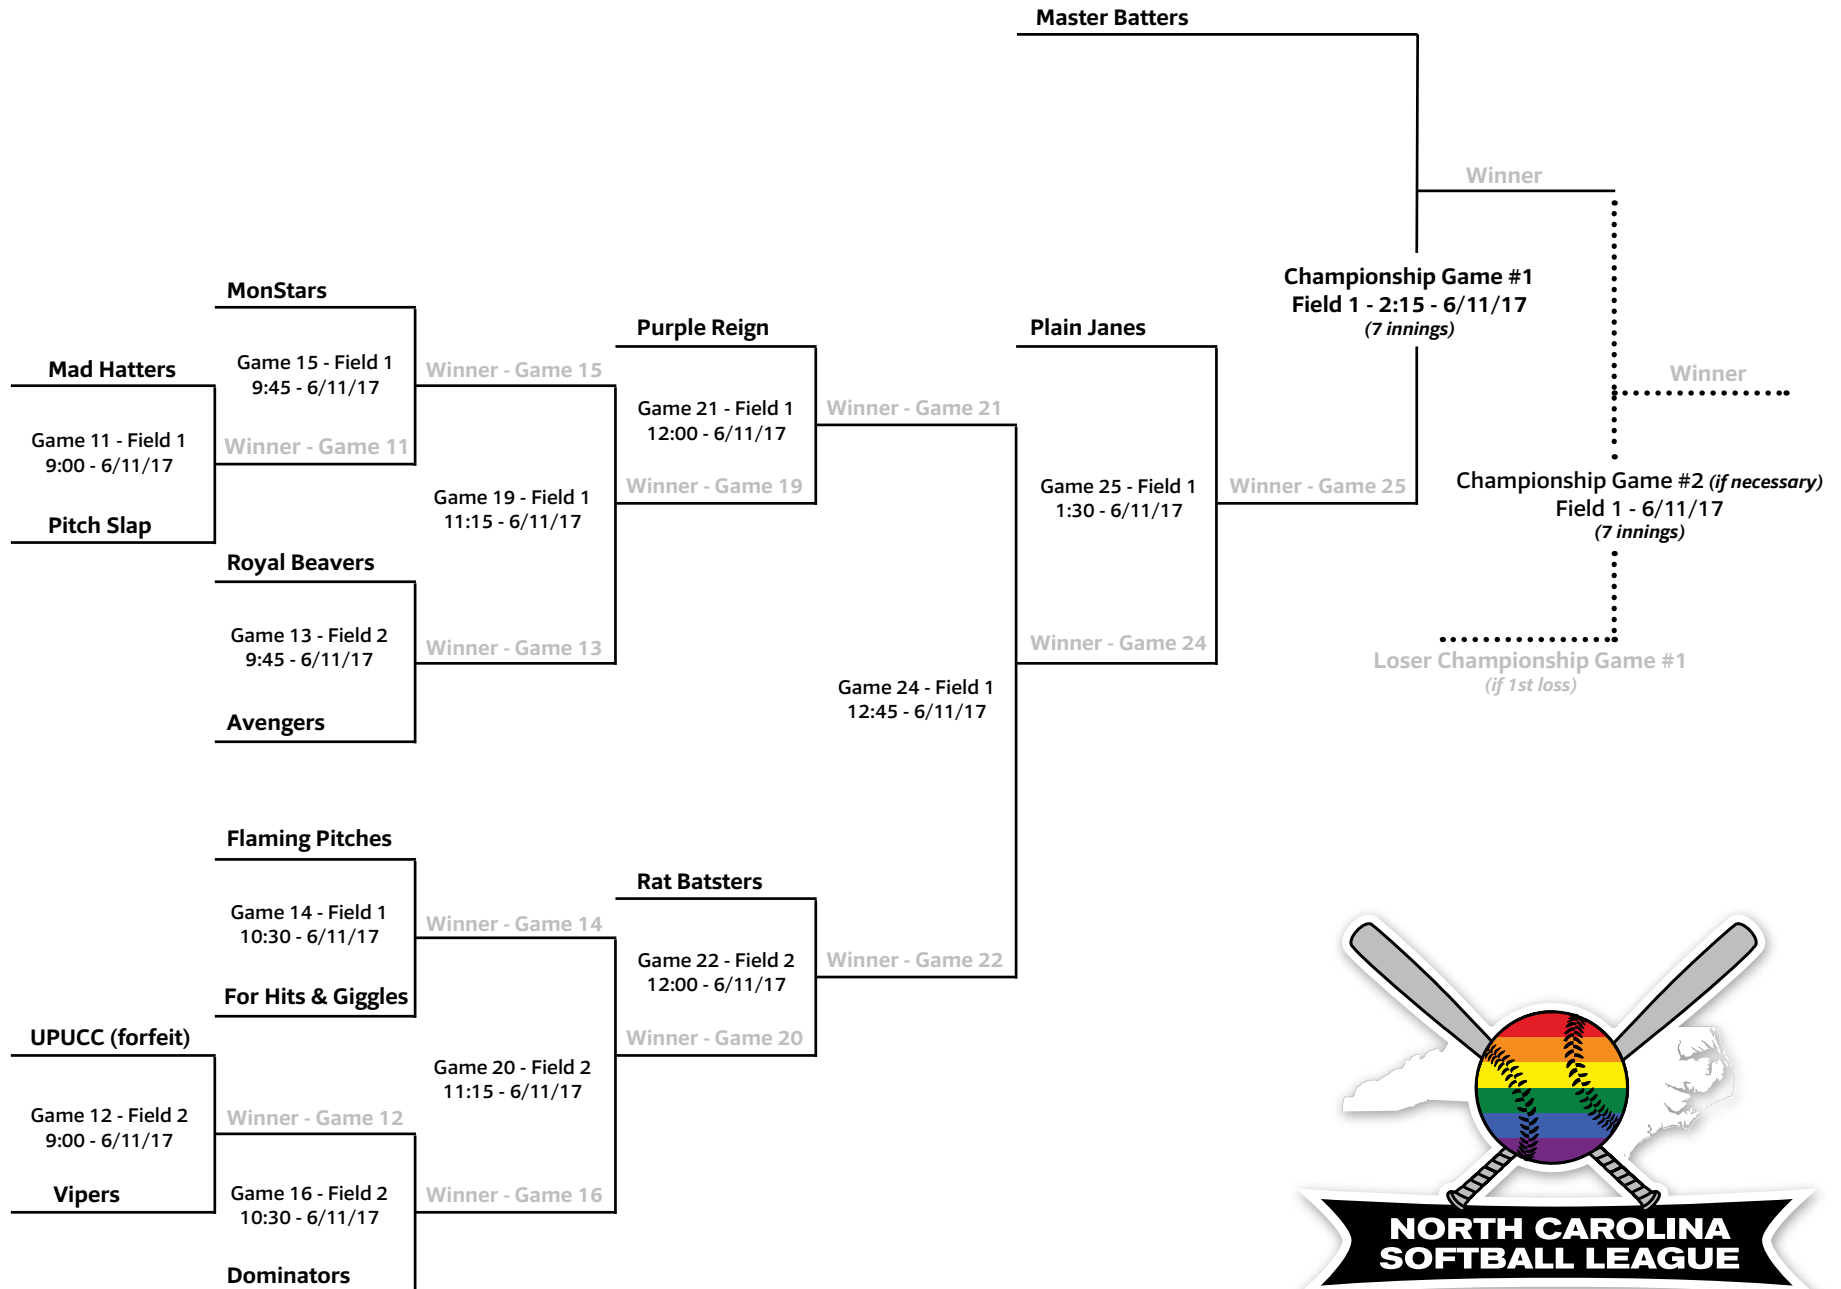 Master Batters
Winner
Championship Game #1
Field 1 - 2:15 - 6/11/17
(7 innings)
MonStars
Purple Reign
Plain Janes
Mad Hatters
Game 15 - Field 1
9:45 - 6/11/17
Winner - Game 15
Winner
Game 21 - Field 1
12:00 - 6/11/17
Winner - Game 21
Game 11 - Field 1
9:00 - 6/11/17
Winner - Game 11
Game 19 - Field 1
11:15 - 6/11/17
Winner - Game 19
Game 25 - Field 1
1:30 - 6/11/17
Winner - Game 25
Championship Game #2 (if necessary)
Field 1 - 6/11/17
(7 innings)
Pitch Slap
Royal Beavers
Game 13 - Field 2
9:45 - 6/11/17
Winner - Game 13
Winner - Game 24
Loser Championship Game #1
(if 1st loss)
Game 24 - Field 1
12:45 - 6/11/17
Avengers
Flaming Pitches
Rat Batsters
Game 14 - Field 1
10:30 - 6/11/17
Winner - Game 14
Game 22 - Field 2
12:00 - 6/11/17
Winner - Game 22
For Hits & Giggles
UPUCC (forfeit)
Winner - Game 20
Game 20 - Field 2
11:15 - 6/11/17
Game 12 - Field 2
9:00 - 6/11/17
Winner - Game 12
Vipers
Game 16 - Field 2
10:30 - 6/11/17
Winner - Game 16
Dominators
NORTH CAROLINA
SOFTBALL LEAGUE